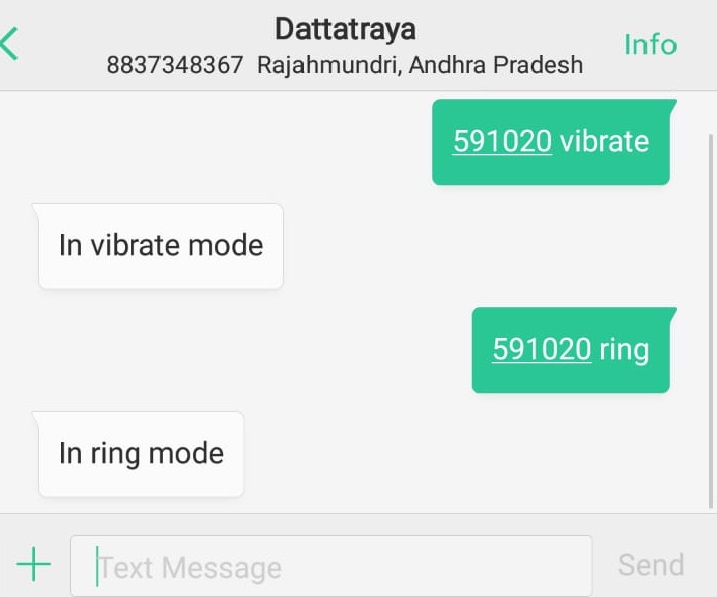 Dattatraya
Info
8837348367 Rajahmundri, Andhra Pradesh
591020 vibrate
In vibrate mode
591020 ring
In ring mode
Text Message
Send